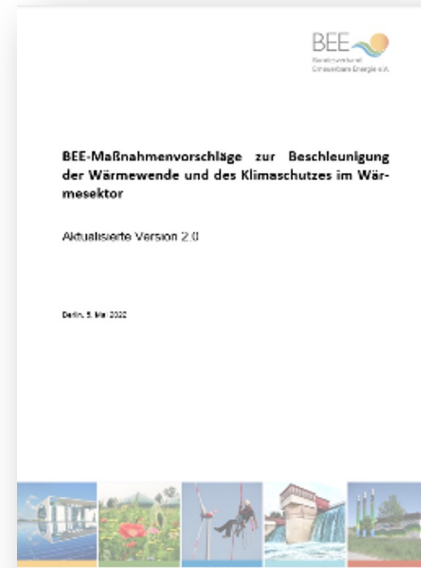 BEE
Bundesverband
Erneuerbare Energie e.V.
BEE-Maßnahmenvorschläge zur Beschleunigung
der Wärmewende und des Klimaschutzes im Wär-
mesektor
Aktualisierte Version 2.0
Berlin, 5. Mai 2022